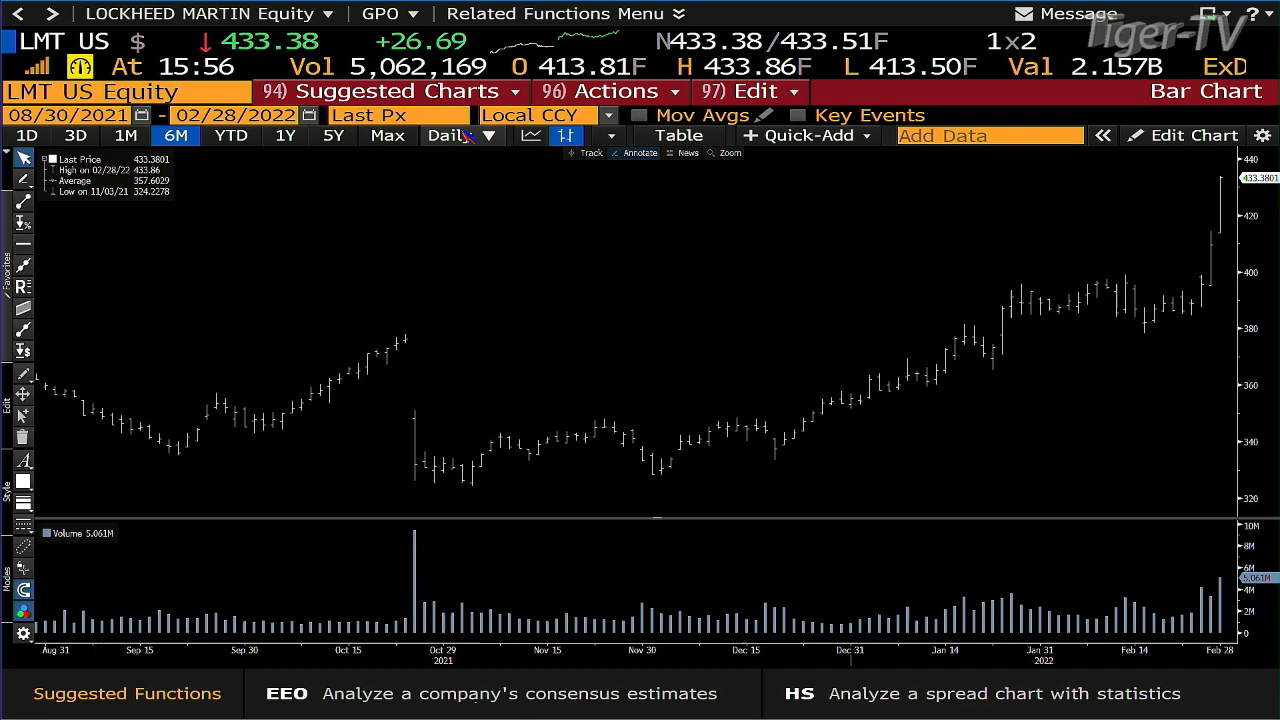 LOCKHEED MARTIN Equity GPO Related Functions Menu Message ?
Tiger-TV
LMT US $ ↓ 433.38 +26.69 N433.38/433.51F 1x2
At 15:56 Vol 5,062,169 O 413.81F H 433.86F L 413.50F Val 2.157B ExD
LMT US Equity 94) Suggested Charts 96) Actions 97) Edit Bar Chart
08/30/2021 - 02/28/2022 Last Px Local CCY Mov Avgs Key Events
1D 3D 1M 6M YTD 1Y 5Y Max Daily Table + Quick-Add Add Data Edit Chart
Track Annotate News Zoom
Last Price 433.3801
High on 02/28/22 433.86
Average 357.6029
Low on 11/03/21 324.2278
440
433.3801
420
400
380
360
340
320
Favorites
Edit
Style
Modes
Volume 5.061M
10M
8M
6M
5.061M
4M
2M
0
Aug 31 Sep 15 Sep 30 Oct 15 Oct 29 Nov 15 Nov 30 Dec 15 Dec 31 Jan 14 Jan 31 Feb 14 Feb 28
2021 2022
Suggested Functions EEO Analyze a company's consensus estimates HS Analyze a spread chart with statistics